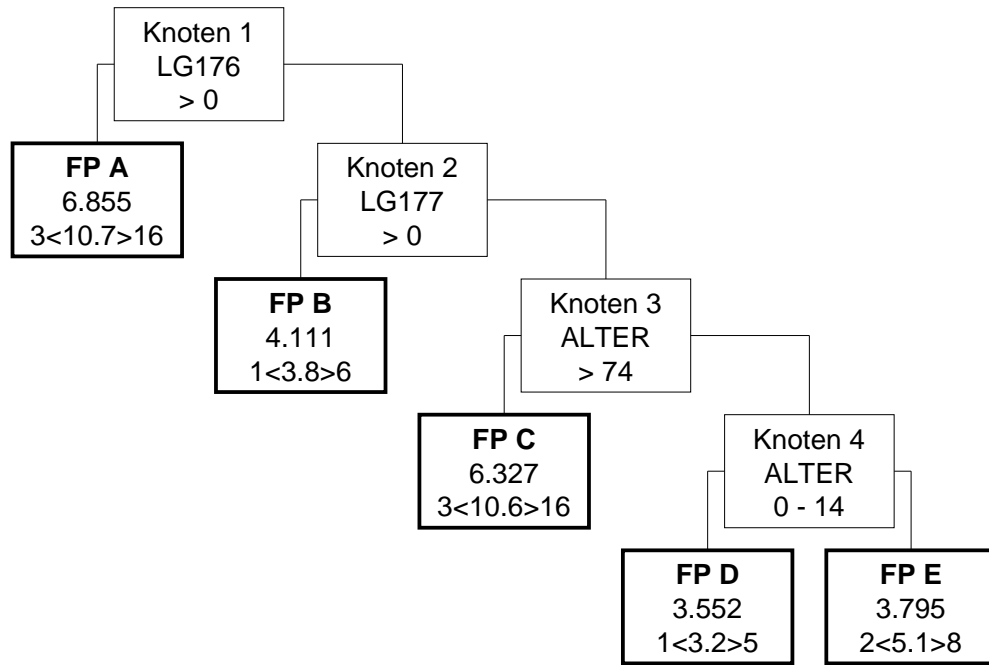 Knoten 1
LG176
> 0
FP A
6.855
3<10.7>16
Knoten 2
LG177
> 0
FP B
4.111
1<3.8>6
Knoten 3
ALTER
> 74
FP C
6.327
3<10.6>16
Knoten 4
ALTER
0 - 14
FP D
3.552
1<3.2>5
FP E
3.795
2<5.1>8